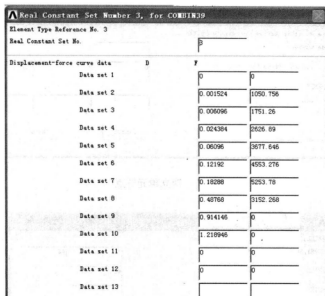 Real Constant Set Number 3, for COMBIN39
Element Type Reference No. 3
Real Constant Set No. 3
Displacement-force curve data D F
Data set 1 0 0
Data set 2 0.001524 1050.756
Data set 3 0.006096 1751.26
Data set 4 0.024384 2626.89
Data set 5 0.06096 3677.646
Data set 6 0.12192 4553.276
Data set 7 0.18288 5253.78
Data set 8 0.48768 3152.268
Data set 9 0.914146 0
Data set 10 1.218946 0
Data set 11 0 0
Data set 12 0 0
Data set 13